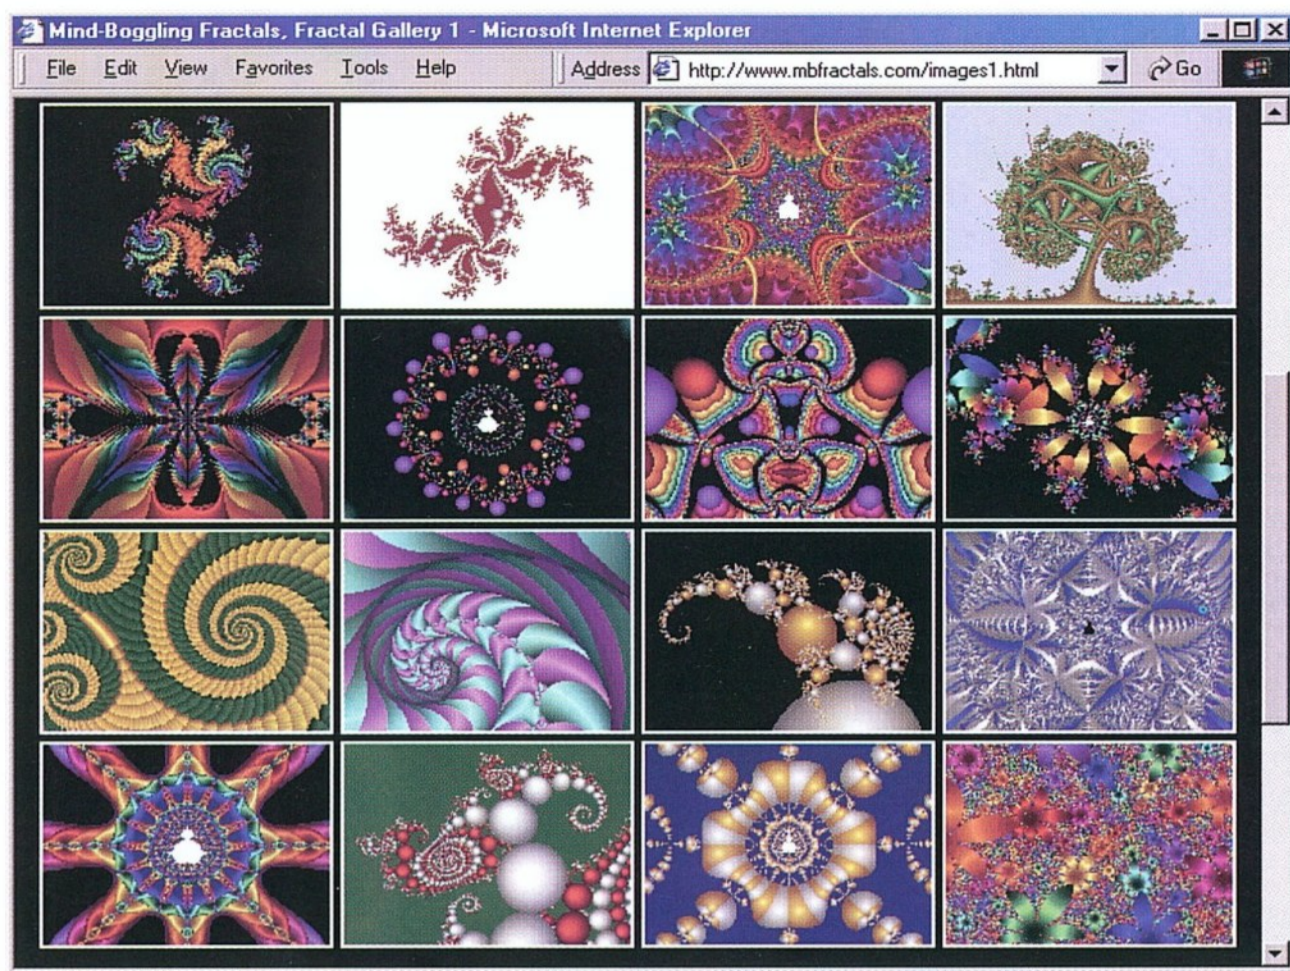 Mind-Boggling Fractals, Fractal Gallery 1 - Microsoft Internet Explorer
File Edit View Favorites Tools Help Address http://www.mbfractals.com/images1.html Go